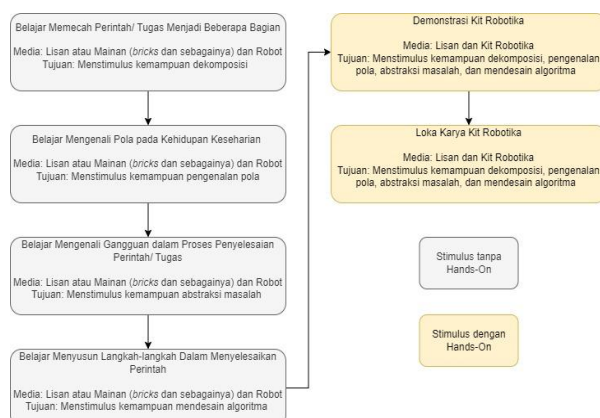 Belajar Memecah Perintah/ Tugas Menjadi Beberapa Bagian
Media: Lisan atau Mainan (bricks dan sebagainya) dan Robot
Tujuan: Menstimulus kemampuan dekomposisi
Belajar Mengenali Pola pada Kehidupan Keseharian
Media: Lisan atau Mainan (bricks dan sebagainya) dan Robot
Tujuan: Menstimulus kemampuan pengenalan pola
Belajar Mengenali Gangguan dalam Proses Penyelesaian
Perintah/ Tugas
Media: Lisan atau Mainan (bricks dan sebagainya) dan Robot
Tujuan: Menstimulus kemampuan abstraksi masalah
Belajar Menyusun Langkah-langkah Dalam Menyelesaikan
Perintah
Media: Lisan atau Mainan (bricks dan sebagainya) dan Robot
Tujuan: Menstimulus kemampuan mendesain algoritma
Demonstrasi Kit Robotika
Media: Lisan dan Kit Robotika
Tujuan: Menstimulus kemampuan dekomposisi, pengenalan
pola, abstraksi masalah, dan mendesain algoritma
Loka Karya Kit Robotika
Media: Lisan dan Kit Robotika
Tujuan: Menstimulus kemampuan dekomposisi, pengenalan
pola, abstraksi masalah, dan mendesain algoritma
Stimulus tanpa
Hands-On
Stimulus dengan
Hands-On